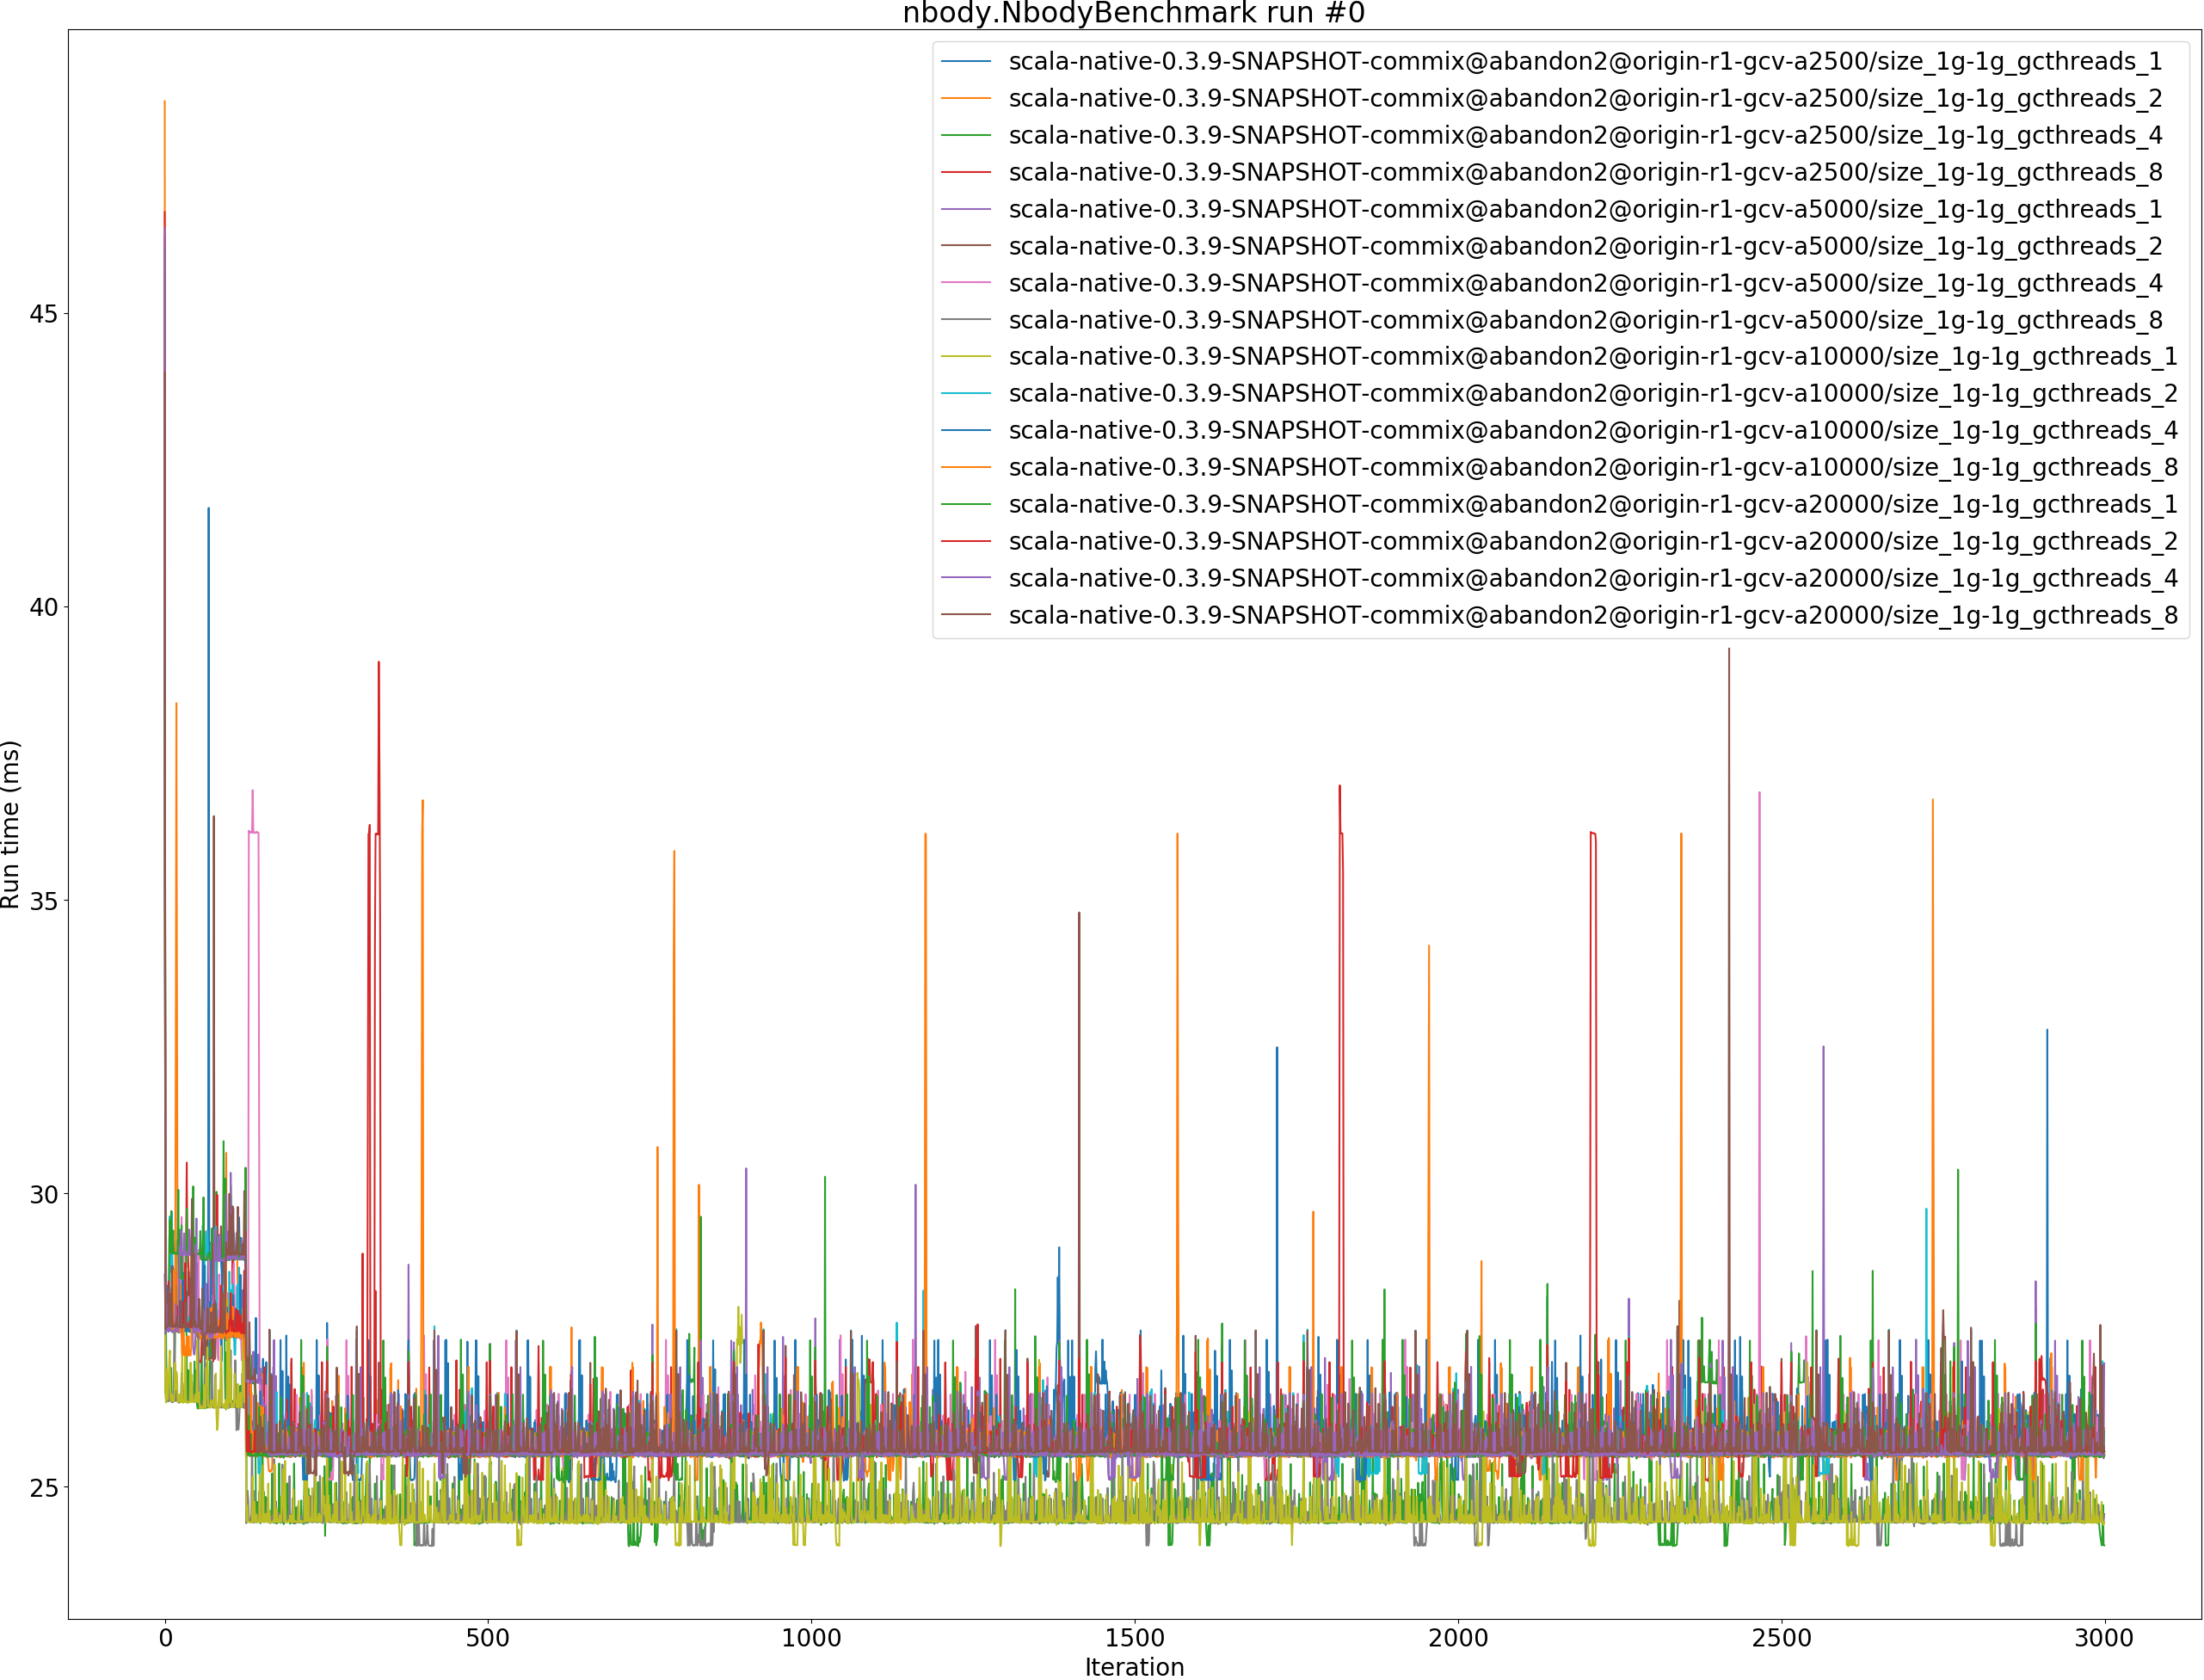 nbody.NbodyBenchmark run #0
scala-native-0.3.9-SNAPSHOT-commix@abandon2@origin-r1-gcv-a2500/size_1g-1g_gcthreads_1
scala-native-0.3.9-SNAPSHOT-commix@abandon2@origin-r1-gcv-a2500/size_1g-1g_gcthreads_2
scala-native-0.3.9-SNAPSHOT-commix@abandon2@origin-r1-gcv-a2500/size_1g-1g_gcthreads_4
scala-native-0.3.9-SNAPSHOT-commix@abandon2@origin-r1-gcv-a2500/size_1g-1g_gcthreads_8
scala-native-0.3.9-SNAPSHOT-commix@abandon2@origin-r1-gcv-a5000/size_1g-1g_gcthreads_1
scala-native-0.3.9-SNAPSHOT-commix@abandon2@origin-r1-gcv-a5000/size_1g-1g_gcthreads_2
scala-native-0.3.9-SNAPSHOT-commix@abandon2@origin-r1-gcv-a5000/size_1g-1g_gcthreads_4
scala-native-0.3.9-SNAPSHOT-commix@abandon2@origin-r1-gcv-a5000/size_1g-1g_gcthreads_8
scala-native-0.3.9-SNAPSHOT-commix@abandon2@origin-r1-gcv-a10000/size_1g-1g_gcthreads_1
scala-native-0.3.9-SNAPSHOT-commix@abandon2@origin-r1-gcv-a10000/size_1g-1g_gcthreads_2
scala-native-0.3.9-SNAPSHOT-commix@abandon2@origin-r1-gcv-a10000/size_1g-1g_gcthreads_4
scala-native-0.3.9-SNAPSHOT-commix@abandon2@origin-r1-gcv-a10000/size_1g-1g_gcthreads_8
scala-native-0.3.9-SNAPSHOT-commix@abandon2@origin-r1-gcv-a20000/size_1g-1g_gcthreads_1
scala-native-0.3.9-SNAPSHOT-commix@abandon2@origin-r1-gcv-a20000/size_1g-1g_gcthreads_2
scala-native-0.3.9-SNAPSHOT-commix@abandon2@origin-r1-gcv-a20000/size_1g-1g_gcthreads_4
scala-native-0.3.9-SNAPSHOT-commix@abandon2@origin-r1-gcv-a20000/size_1g-1g_gcthreads_8
45
40
35
30
25
Run time (ms)
0 500 1000 1500 2000 2500 3000
Iteration